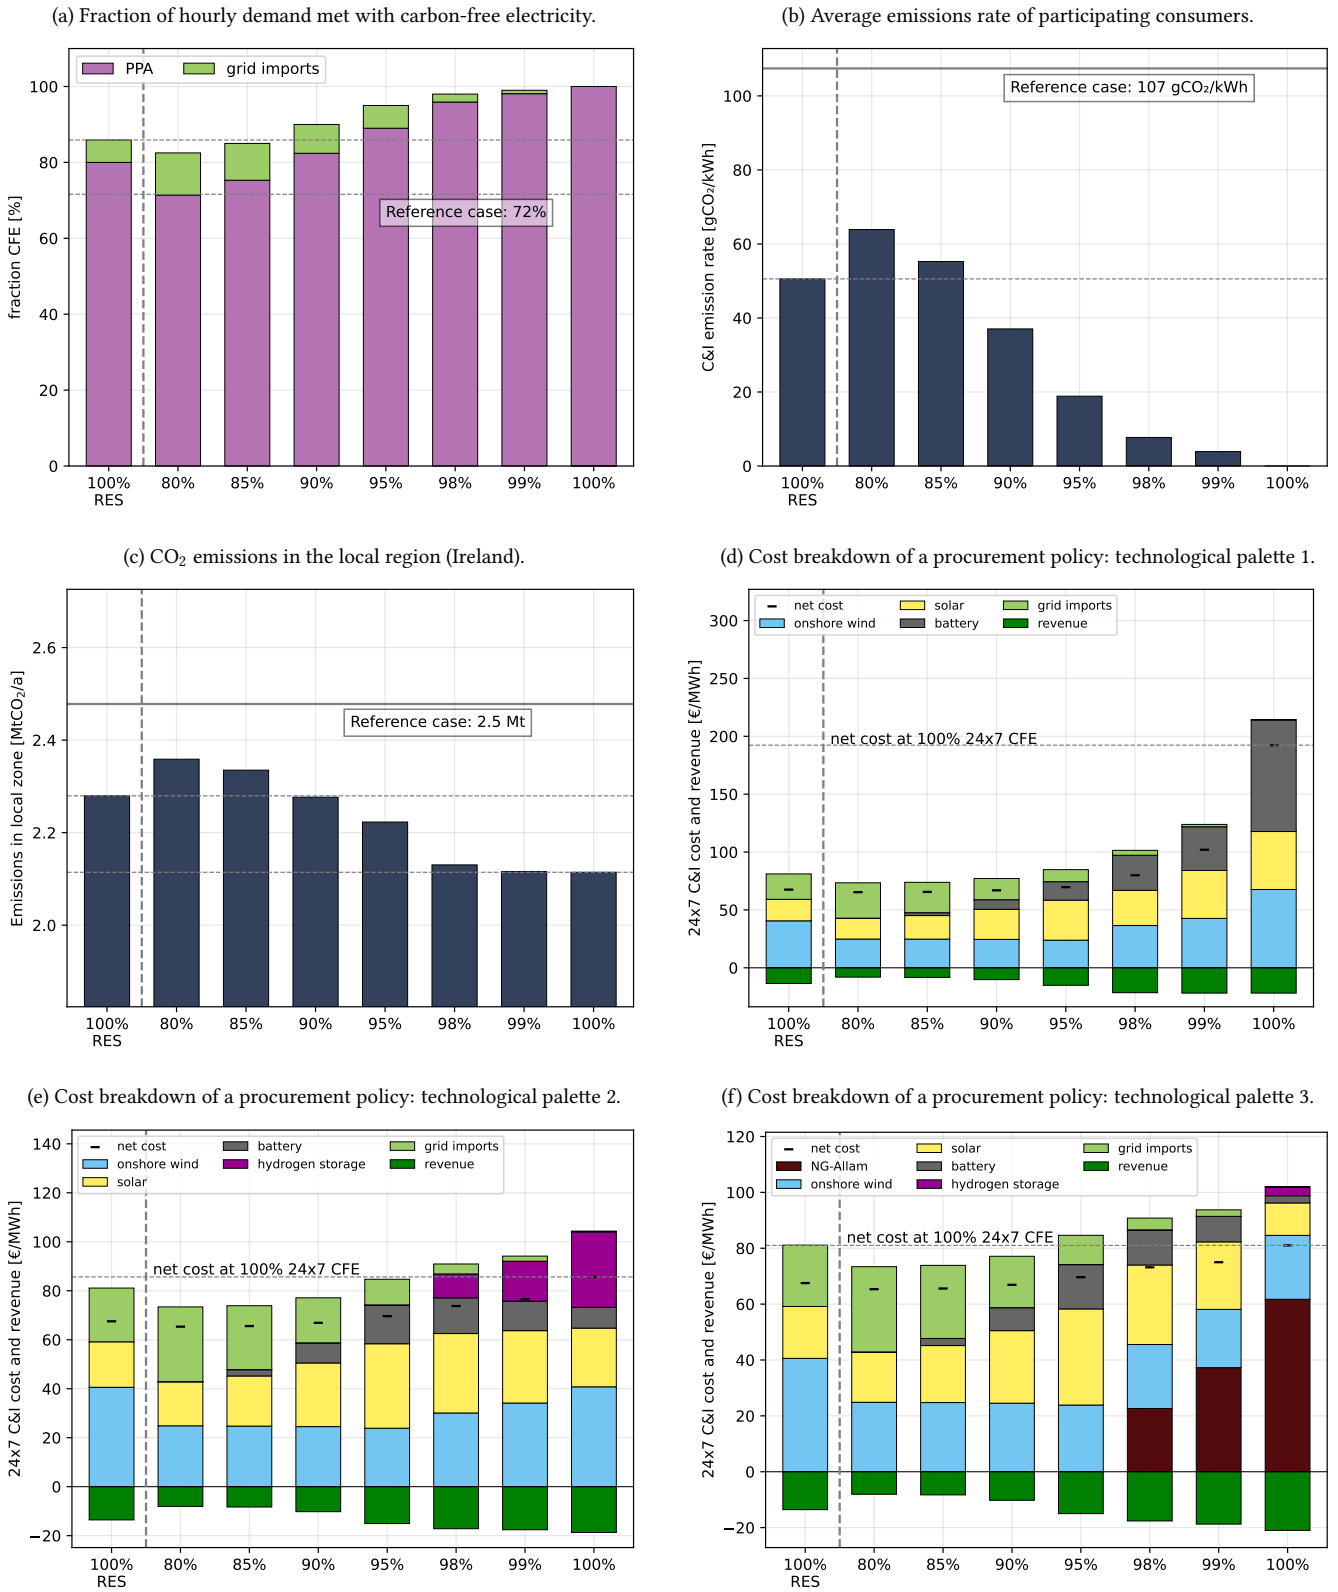 (a) Fraction of hourly demand met with carbon-free electricity.
PPA
grid imports
fraction CFE [%]
100
80
60
40
20
0
Reference case: 72%
100%
RES
80%
85%
90%
95%
98%
99%
100%
(b) Average emissions rate of participating consumers.
C&I emission rate [gCO₂/kWh]
100
80
60
40
20
0
Reference case: 107 gCO₂/kWh
100%
RES
80%
85%
90%
95%
98%
99%
100%
(c) CO₂ emissions in the local region (Ireland).
Emissions in local zone [MtCO₂/a]
2.6
2.4
2.2
2.0
Reference case: 2.5 Mt
100%
RES
80%
85%
90%
95%
98%
99%
100%
(d) Cost breakdown of a procurement policy: technological palette 1.
net cost
onshore wind
solar
battery
grid imports
revenue
24x7 C&I cost and revenue [€/MWh]
300
250
200
150
100
50
0
net cost at 100% 24x7 CFE
100%
RES
80%
85%
90%
95%
98%
99%
100%
(e) Cost breakdown of a procurement policy: technological palette 2.
net cost
onshore wind
solar
battery
hydrogen storage
grid imports
revenue
24x7 C&I cost and revenue [€/MWh]
140
120
100
80
60
40
20
0
−20
net cost at 100% 24x7 CFE
100%
RES
80%
85%
90%
95%
98%
99%
100%
(f) Cost breakdown of a procurement policy: technological palette 3.
net cost
NG-Allam
onshore wind
solar
battery
hydrogen storage
grid imports
revenue
24x7 C&I cost and revenue [€/MWh]
120
100
80
60
40
20
0
−20
net cost at 100% 24x7 CFE
100%
RES
80%
85%
90%
95%
98%
99%
100%